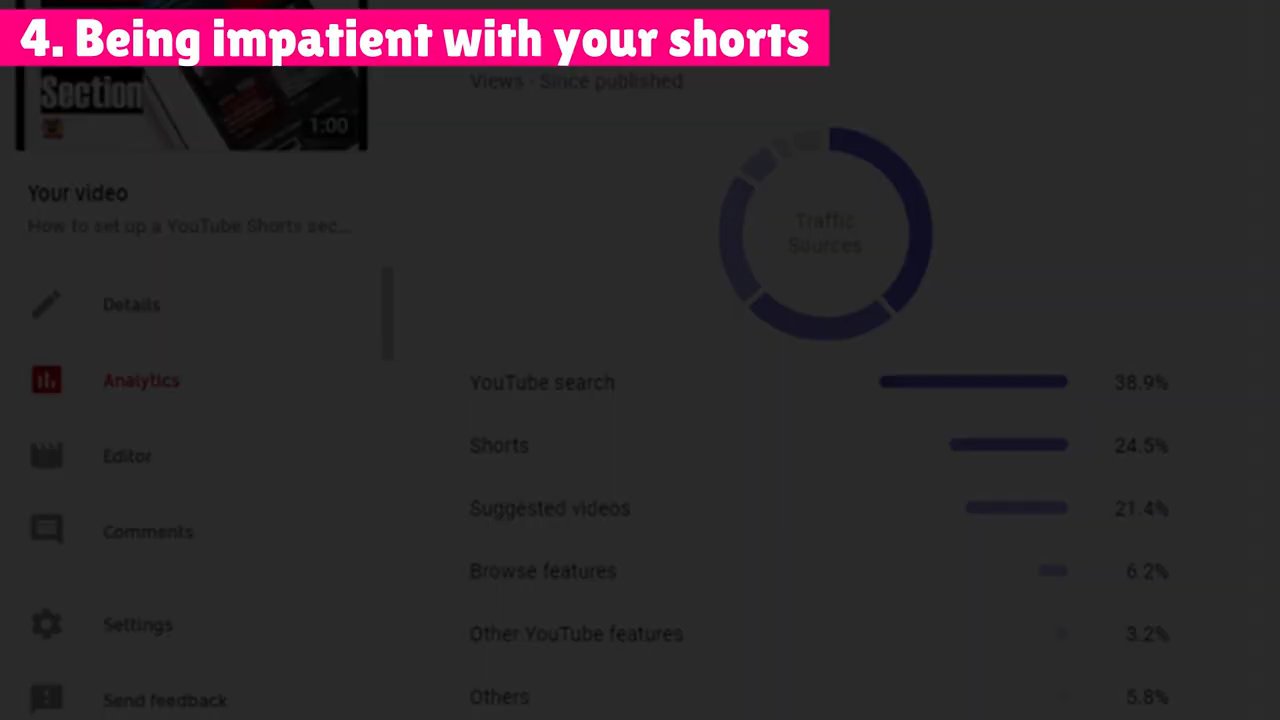 4. Being impatient with your shorts
Views · Since published
Section
1:00
Your video
How to set up a YouTube Shorts sec...
Traffic
Sources
Details
Analytics
Editor
Comments
Settings
Send feedback
YouTube search 38.9%
Shorts 24.5%
Suggested videos 21.4%
Browse features 6.2%
Other YouTube features 3.2%
Others 5.8%